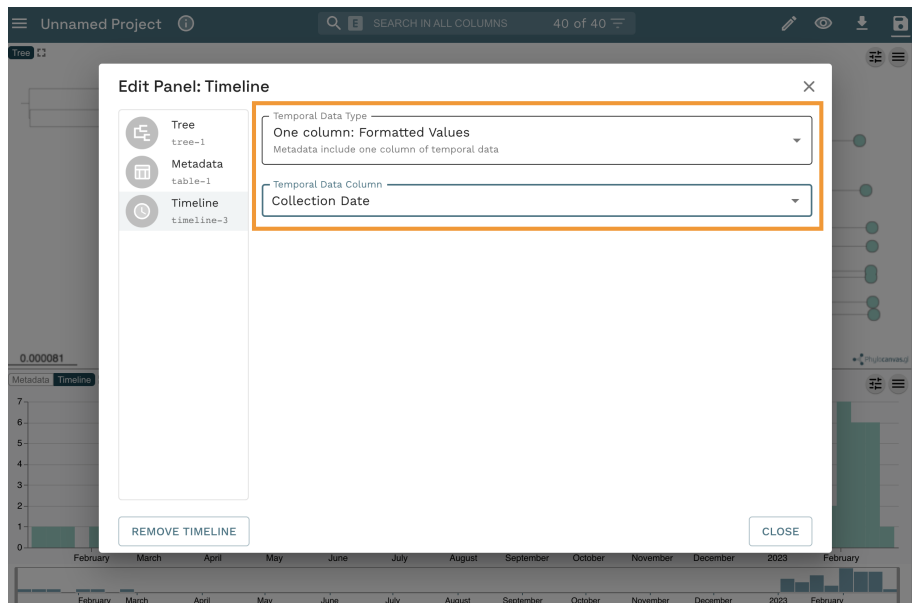 Unnamed Project
E SEARCH IN ALL COLUMNS 40 of 40
Tree
Edit Panel: Timeline
Tree
tree-1
Metadata
table-1
Timeline
timeline-3
Temporal Data Type
One column: Formatted Values
Metadata include one column of temporal data
Temporal Data Column
Collection Date
0.000081
Phylocanvas.gl
Metadata Timeline
7
6
5
4
3
2
1
0
REMOVE TIMELINE
CLOSE
February March April May June July August September October November December 2023 February
February March April May June July August September October November December 2023 February